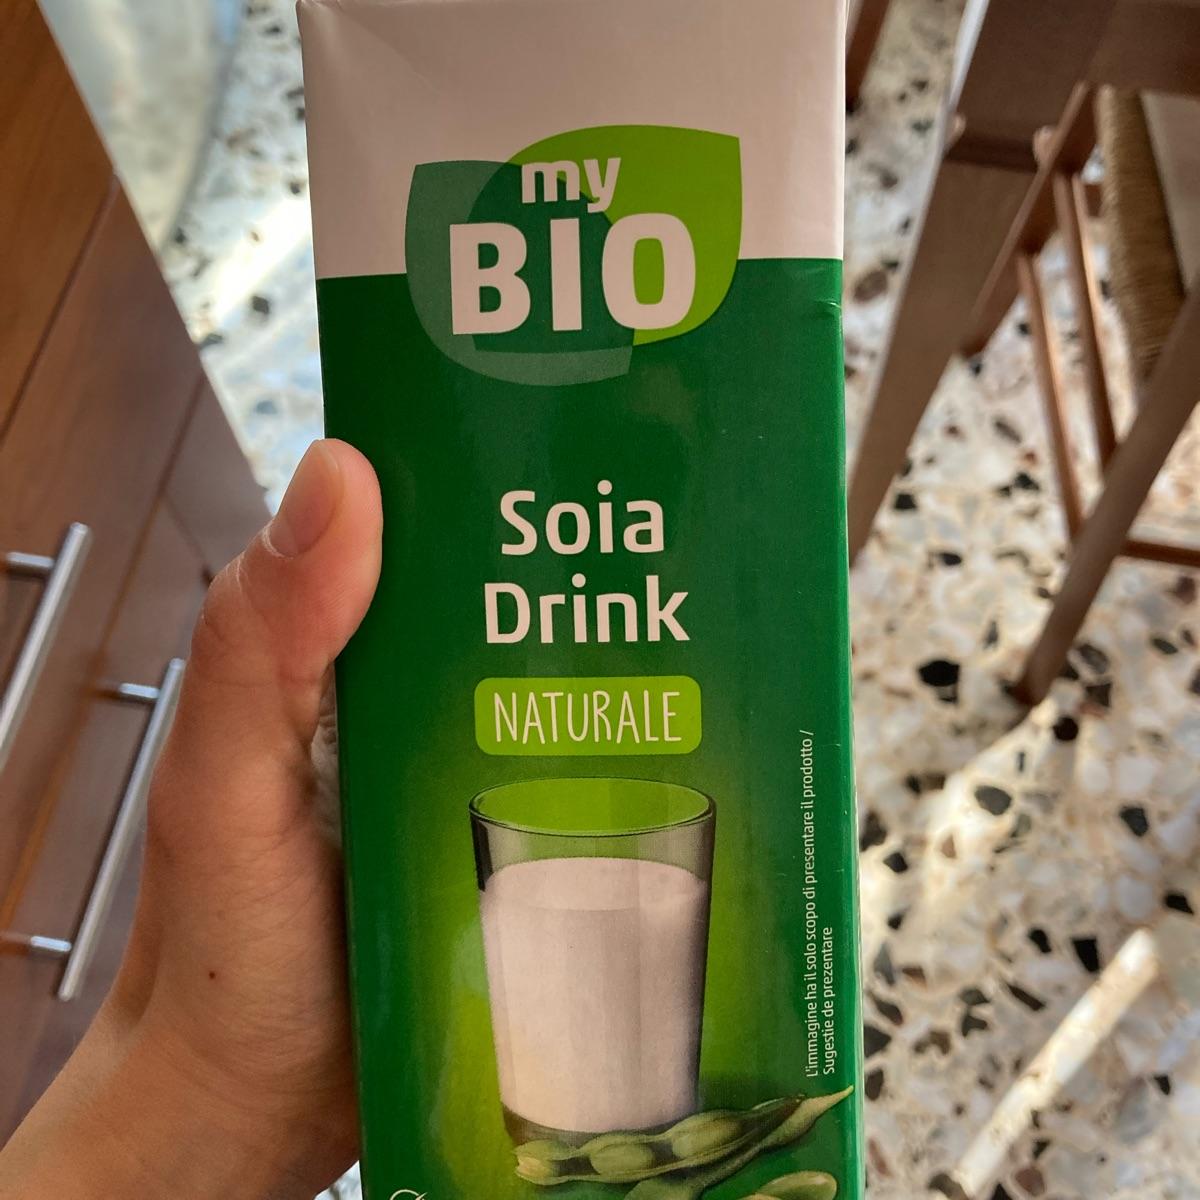 my
BIO
Soia
Drink
NATURALE
L'immagine ha il solo scopo di presentare il prodotto /
Sugestie de prezentare